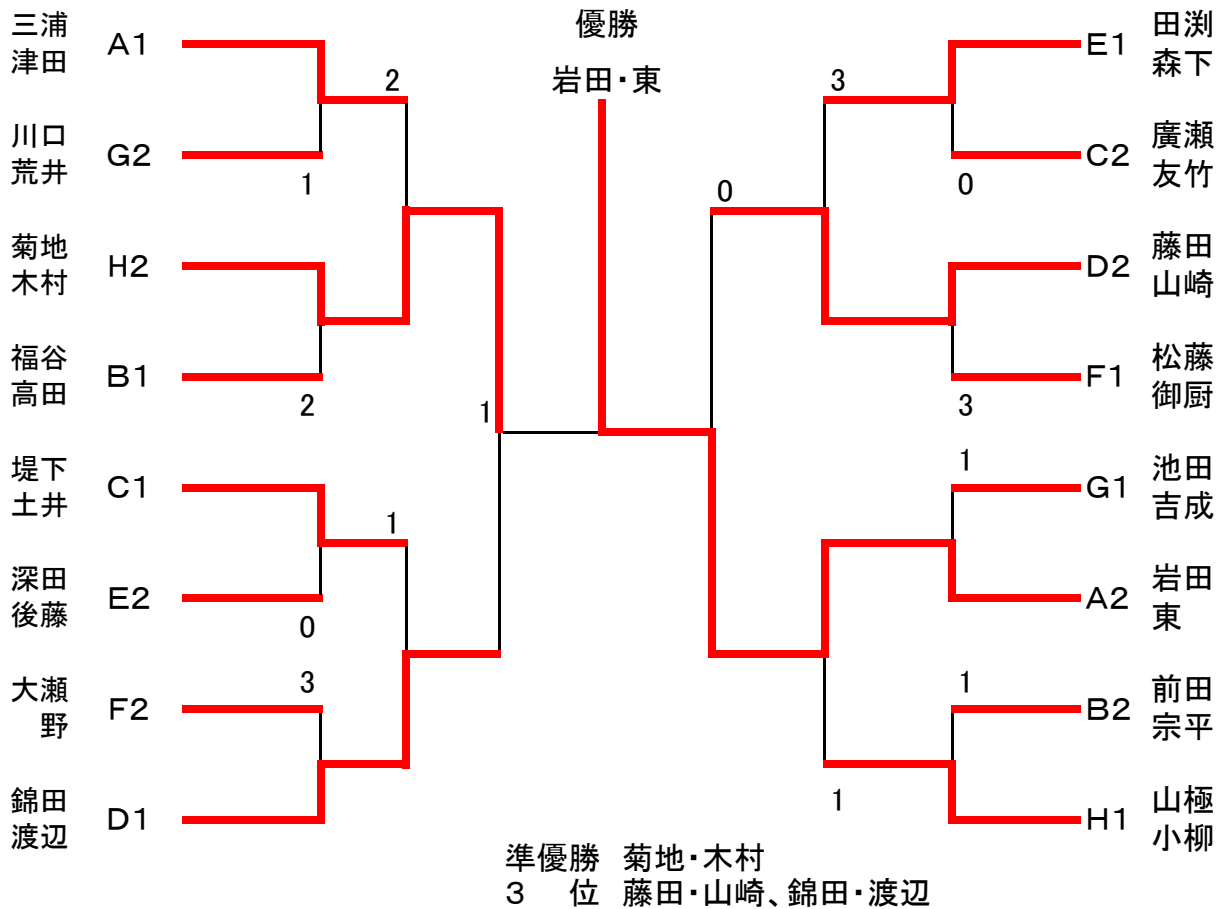 優勝
岩田・東
三浦
津田
A1
川口
荒井
G2
菊地
木村
H2
福谷
高田
B1
堤下
土井
C1
深田
後藤
E2
大瀬
野
F2
錦田
渡辺
D1
2
1
2
1
1
0
3
田渕
森下
E1
廣瀬
友竹
C2
藤田
山崎
D2
松藤
御厨
F1
池田
吉成
G1
岩田
東
A2
前田
宗平
B2
山極
小柳
H1
3
0
0
3
1
1
1
準優勝 菊地・木村
3 位 藤田・山崎、錦田・渡辺